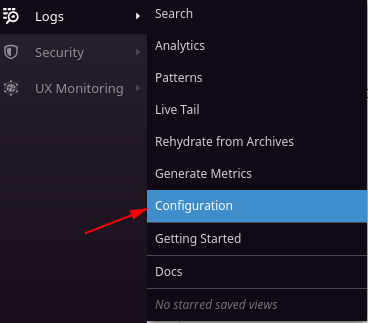 Logs
Security
UX Monitoring
Search
Analytics
Patterns
Live Tail
Rehydrate from Archives
Generate Metrics
Configuration
Getting Started
Docs
No starred saved views